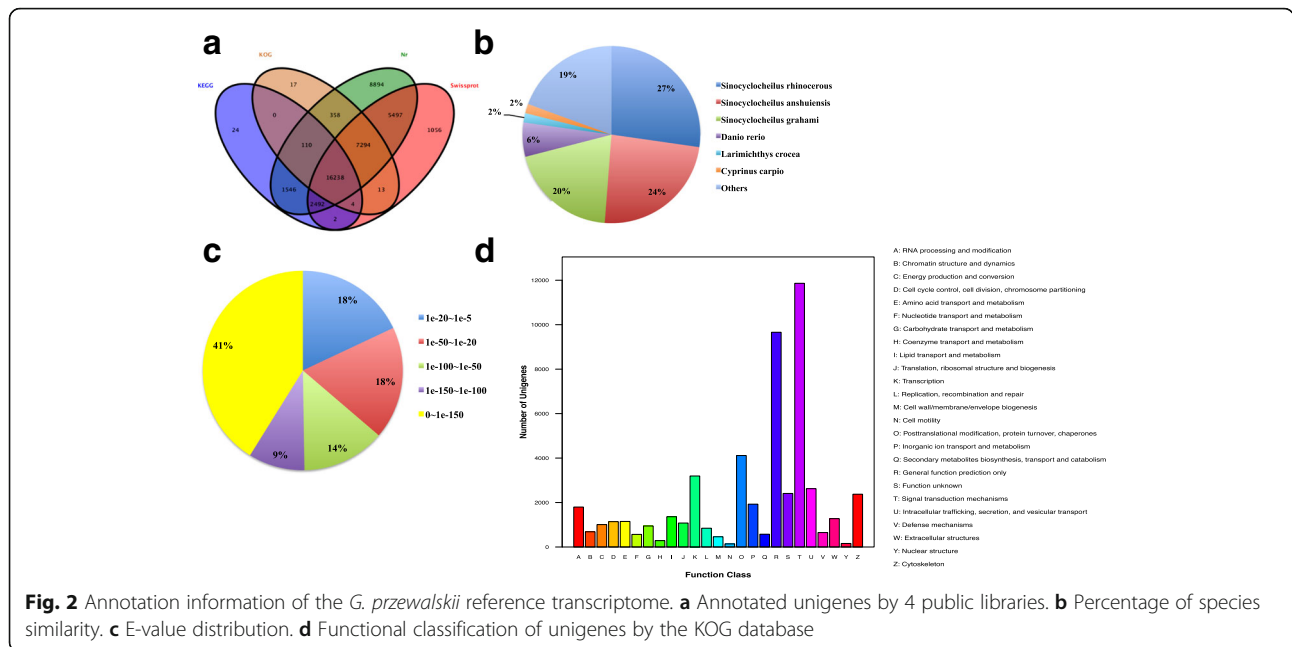 a
KOG
Nr
KEGG
Swissprot
17
8894
24
0
358
5497
1056
110
7294
16238
1546
13
2492
4
2
b
19%
27%
2%
2%
6%
20%
24%
Sinocyclocheilus rhinocerous
Sinocyclocheilus anshuiensis
Sinocyclocheilus grahami
Danio rerio
Larimichthys crocea
Cyprinus carpio
Others
c
18%
41%
18%
14%
9%
1e-20~1e-5
1e-50~1e-20
1e-100~1e-50
1e-150~1e-100
0~1e-150
d
Number of Unigenes
12000
10000
8000
6000
4000
2000
0
A B C D E F G H I J K L M N O P Q R S T U V W Y Z
Function Class
A: RNA processing and modification
B: Chromatin structure and dynamics
C: Energy production and conversion
D: Cell cycle control, cell division, chromosome partitioning
E: Amino acid transport and metabolism
F: Nucleotide transport and metabolism
G: Carbohydrate transport and metabolism
H: Coenzyme transport and metabolism
I: Lipid transport and metabolism
J: Translation, ribosomal structure and biogenesis
K: Transcription
L: Replication, recombination and repair
M: Cell wall/membrane/envelope biogenesis
N: Cell motility
O: Posttranslational modification, protein turnover, chaperones
P: Inorganic ion transport and metabolism
Q: Secondary metabolites biosynthesis, transport and catabolism
R: General function prediction only
S: Function unknown
T: Signal transduction mechanisms
U: Intracellular trafficking, secretion, and vesicular transport
V: Defense mechanisms
W: Extracellular structures
Y: Nuclear structure
Z: Cytoskeleton
Fig. 2 Annotation information of the G. przewalskii reference transcriptome. a Annotated unigenes by 4 public libraries. b Percentage of species
similarity. c E-value distribution. d Functional classification of unigenes by the KOG database